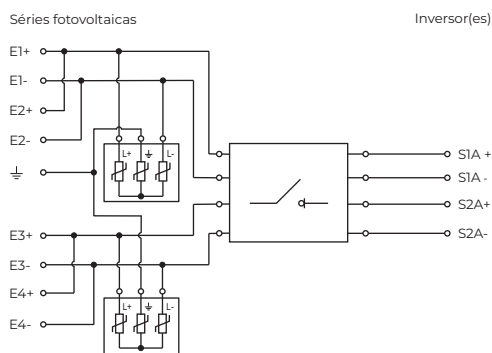 Séries fotovoltaicas
Inversor(es)
E1+
E1-
E2+
E2-
L+ L-
S1A +
S1A -
S2A+
S2A-
E3+
E3-
E4+
E4-
L+ L-